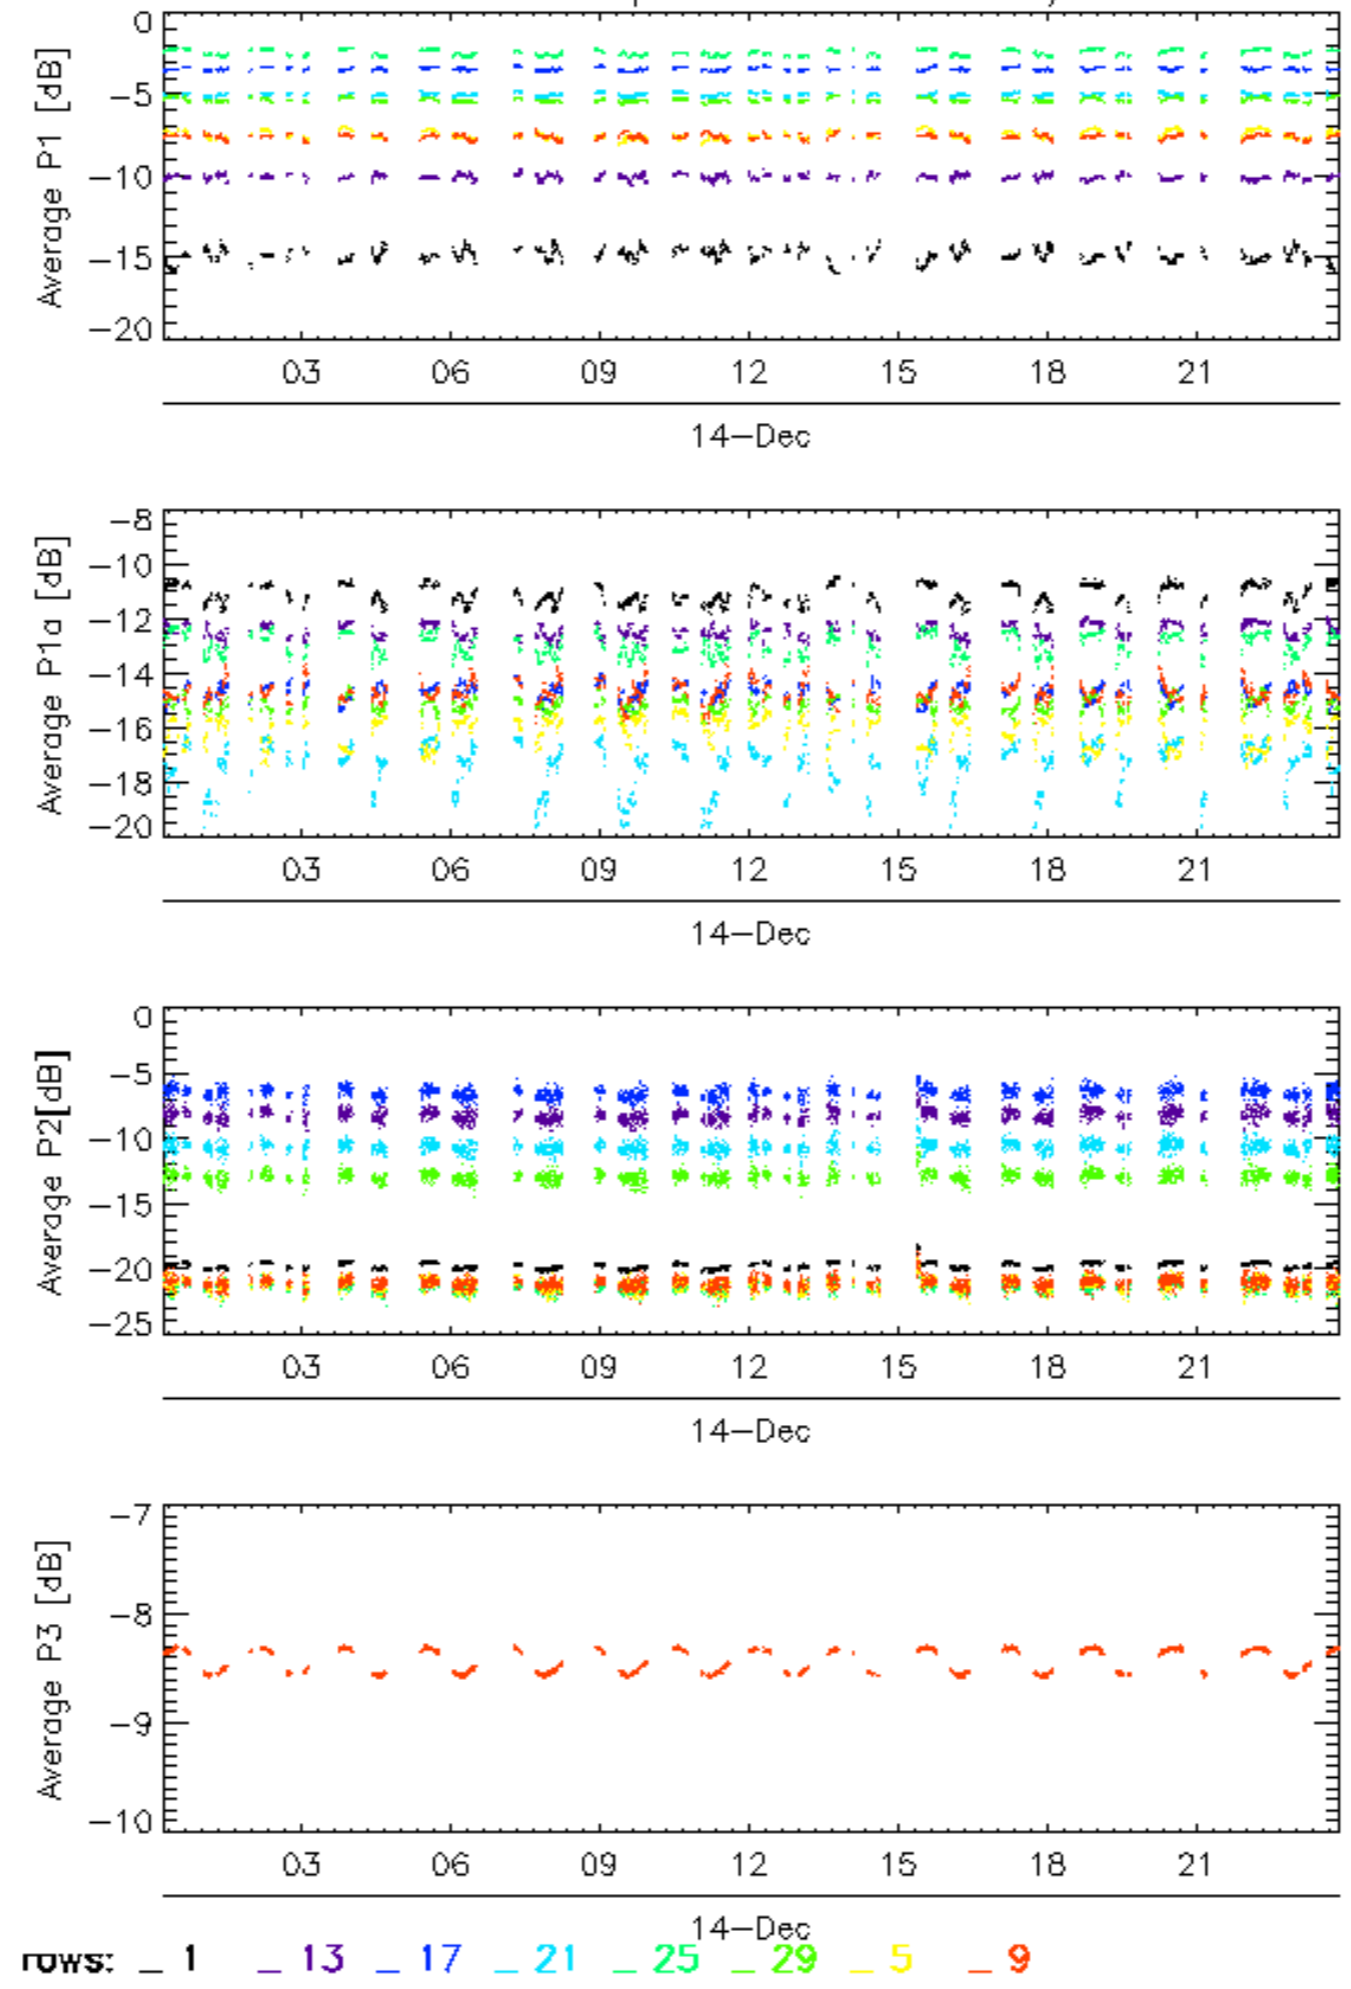 0
−5
−10
−15
−20
Average P1 [dB]
03 06 09 12 15 18 21
14−Dec
−8
−10
−12
−14
−16
−18
−20
Average P1a [dB]
03 06 09 12 15 18 21
14−Dec
0
−5
−10
−15
−20
−25
Average P2[dB]
03 06 09 12 15 18 21
14−Dec
−7
−8
−9
−10
Average P3 [dB]
03 06 09 12 15 18 21
14−Dec
rows: _ 1 _ 13 _ 17 _ 21 _ 25 _ 29 _ 5 _ 9